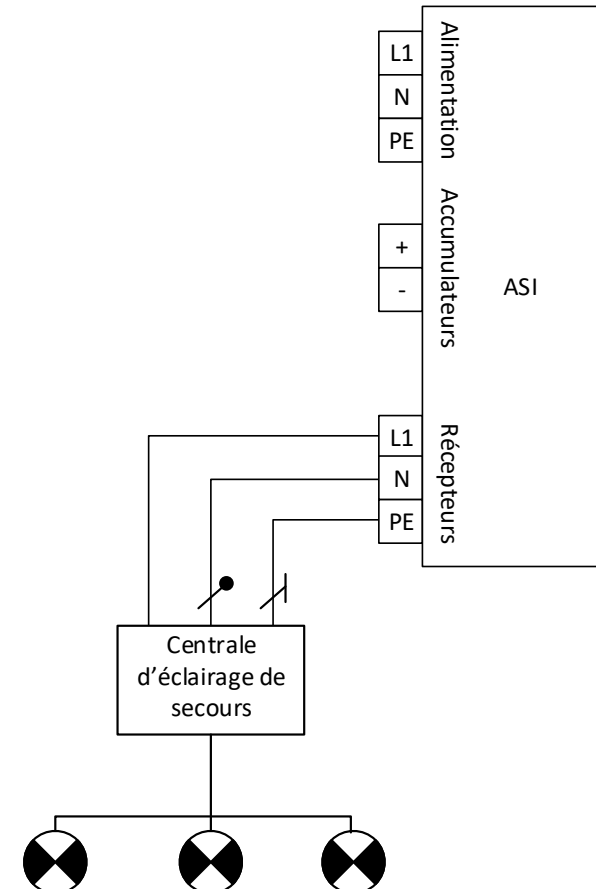 L1
N
PE
Alimentation
+
-
Accumulateurs
ASI
L1
N
PE
Récepteurs
Centrale
d’éclairage de
secours